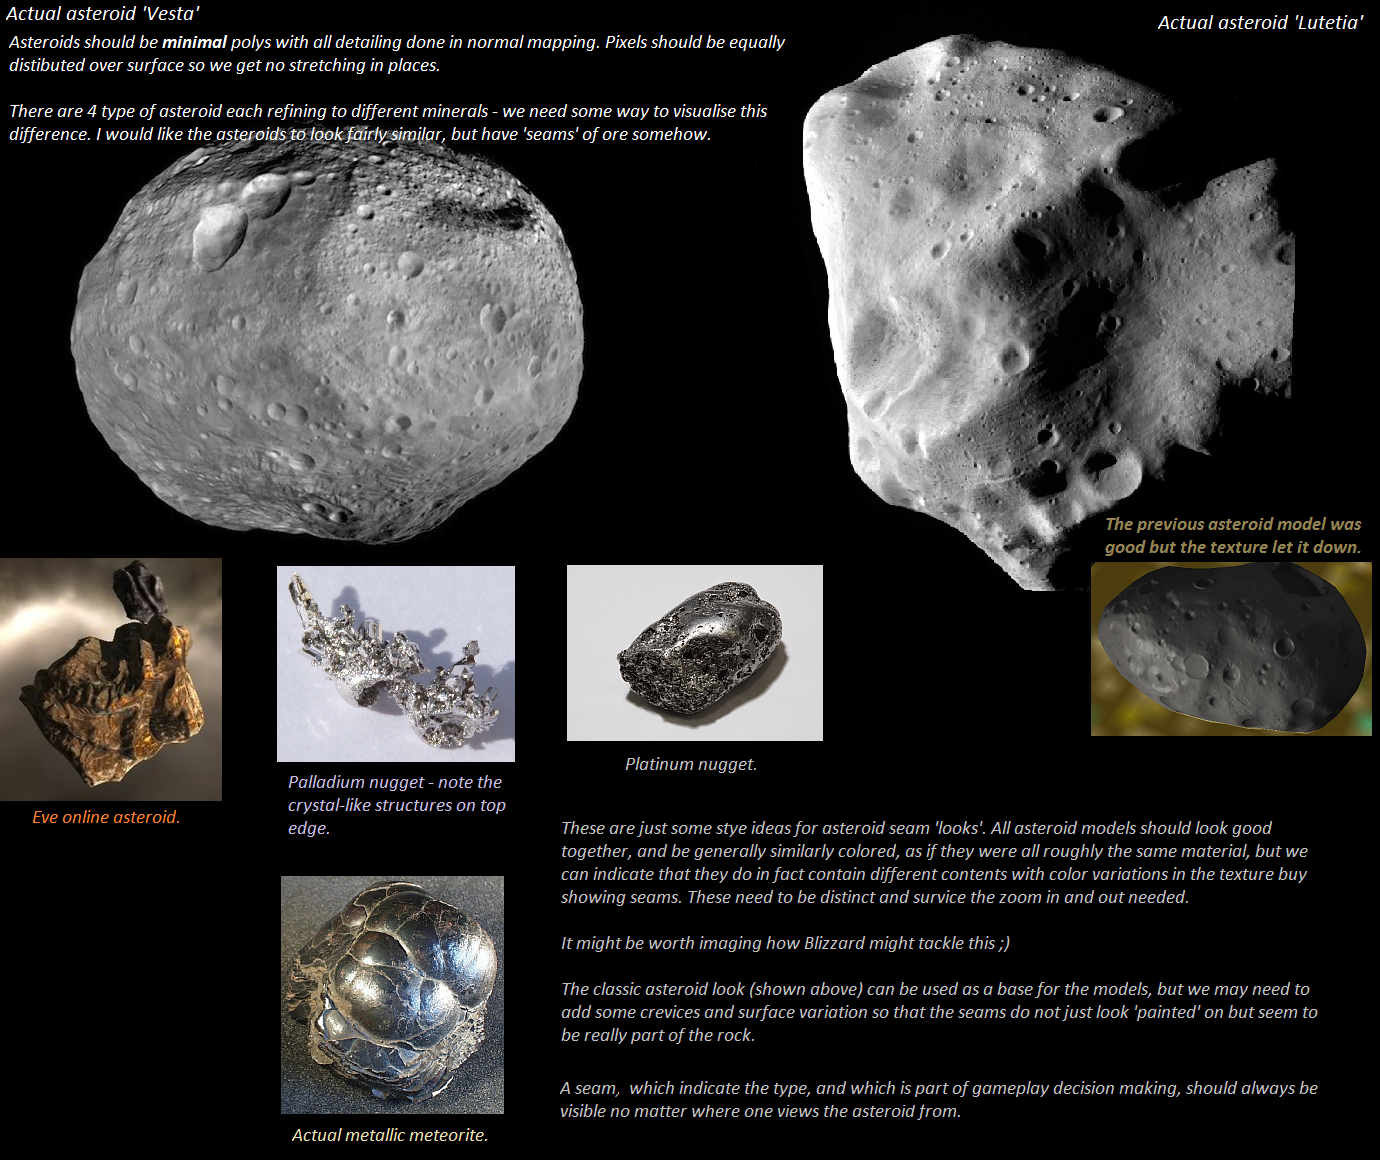 Actual asteroid 'Vesta'
Asteroids should be minimal polys with all detailing done in normal mapping. Pixels should be equally
distibuted over surface so we get no stretching in places.
There are 4 type of asteroid each refining to different minerals - we need some way to visualise this
difference. I would like the asteroids to look fairly similar, but have 'seams' of ore somehow.
Actual asteroid 'Lutetia'
The previous asteroid model was
good but the texture let it down.
Eve online asteroid.
Palladium nugget - note the
crystal-like structures on top
edge.
Platinum nugget.
Actual metallic meteorite.
These are just some stye ideas for asteroid seam 'looks'. All asteroid models should look good
together, and be generally similarly colored, as if they were all roughly the same material, but we
can indicate that they do in fact contain different contents with color variations in the texture buy
showing seams. These need to be distinct and survice the zoom in and out needed.
It might be worth imaging how Blizzard might tackle this ;)
The classic asteroid look (shown above) can be used as a base for the models, but we may need to
add some crevices and surface variation so that the seams do not just look 'painted' on but seem to
be really part of the rock.
A seam,  which indicate the type, and which is part of gameplay decision making, should always be
visible no matter where one views the asteroid from.